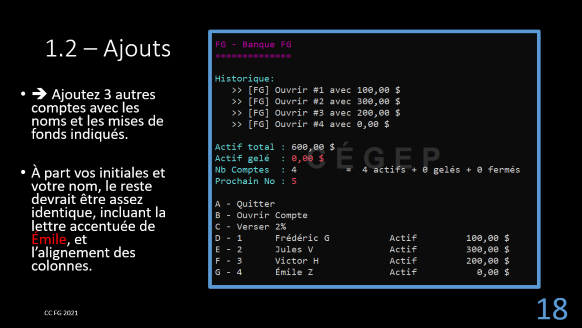 1.2 – Ajouts
• ➔ Ajoutez 3 autres
comptes avec les
noms et les mises de
fonds indiqués.
• À part vos initiales et
votre nom, le reste
devrait être assez
identique, incluant la
lettre accentuée de
Émile, et
l'alignement des
colonnes.
CC FG 2021
FG - Banque FG
==============
Historique:
>> [FG] Ouvrir #1 avec 100,00 $
>> [FG] Ouvrir #2 avec 300,00 $
>> [FG] Ouvrir #3 avec 200,00 $
>> [FG] Ouvrir #4 avec 0,00 $
Actif total : 600,00 $
Actif gelé : 0,00 $
Nb Comptes : 4 = 4 actifs + 0 gelés + 0 fermés
Prochain No : 5
CÉGEP
A - Quitter
B - Ouvrir Compte
C - Verser 2%
D - 1 Frédéric G Actif 100,00 $
E - 2 Jules V Actif 300,00 $
F - 3 Victor H Actif 200,00 $
G - 4 Émile Z Actif 0,00 $
18